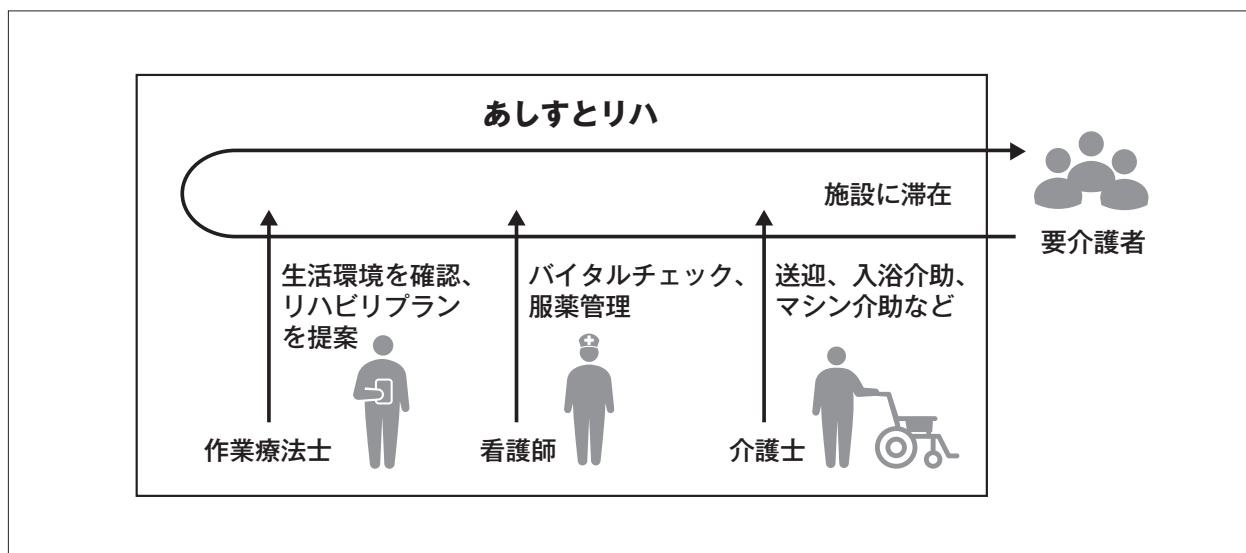 あしすとリハ
施設に滞在
要介護者
生活環境を確認、
リハビリプラン
を提案
バイタルチェック、
服薬管理
送迎、入浴介助、
マシン介助など
作業療法士
看護師
介護士